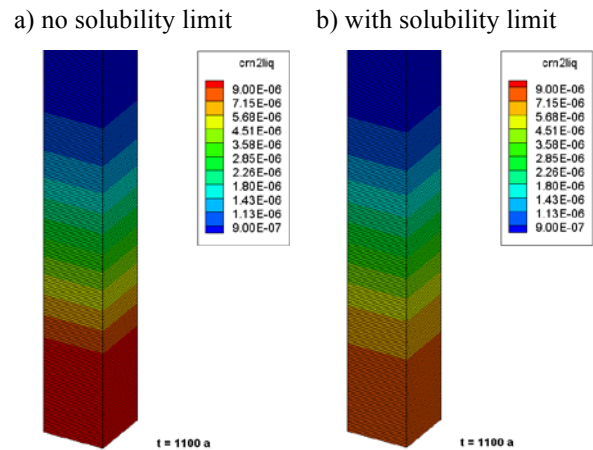 a) no solubility limit
b) with solubility limit
crn2liq
9.00E-06
7.15E-06
5.68E-06
4.51E-06
3.58E-06
2.85E-06
2.26E-06
1.80E-06
1.43E-06
1.13E-06
9.00E-07
t = 1100 a
crn2liq
9.00E-06
7.15E-06
5.68E-06
4.51E-06
3.58E-06
2.85E-06
2.26E-06
1.80E-06
1.43E-06
1.13E-06
9.00E-07
t = 1100 a